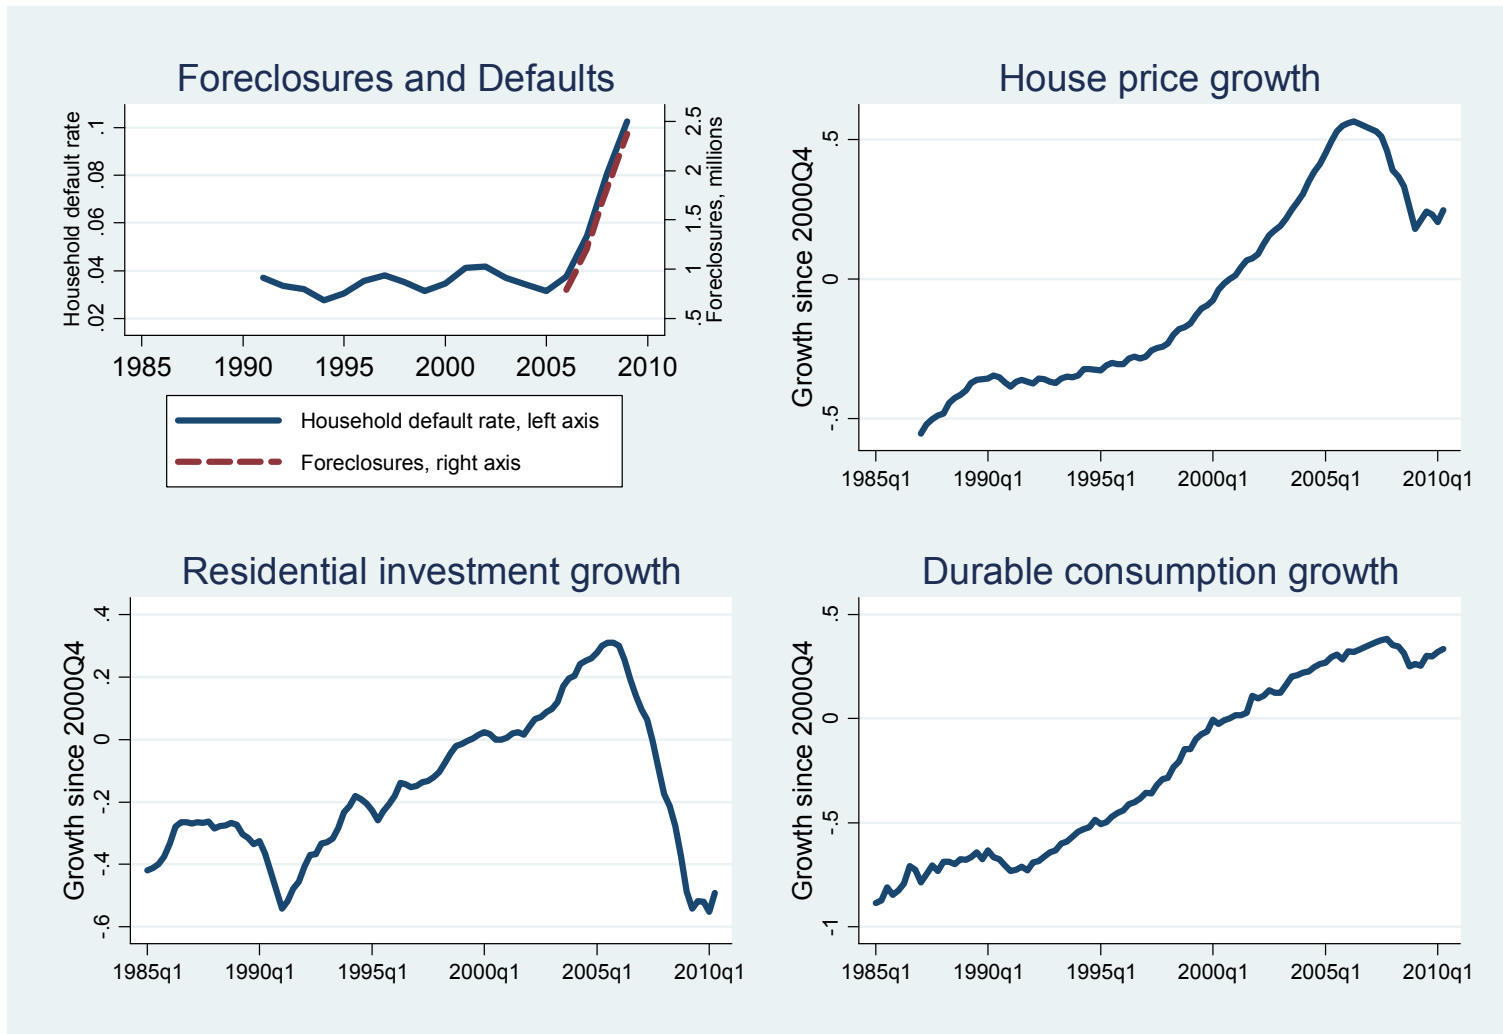 Foreclosures and Defaults
Household default rate
.02 .04 .06 .08 .1
.5 1 1.5 2 2.5
Foreclosures, millions
1985 1990 1995 2000 2005 2010
Household default rate, left axis
Foreclosures, right axis
House price growth
Growth since 2000Q4
-.5 0 .5
1985q1 1990q1 1995q1 2000q1 2005q1 2010q1
Residential investment growth
Growth since 2000Q4
-.6 -.4 -.2 0 .2 .4
1985q1 1990q1 1995q1 2000q1 2005q1 2010q1
Durable consumption growth
Growth since 2000Q4
-1 -.5 0 .5
1985q1 1990q1 1995q1 2000q1 2005q1 2010q1